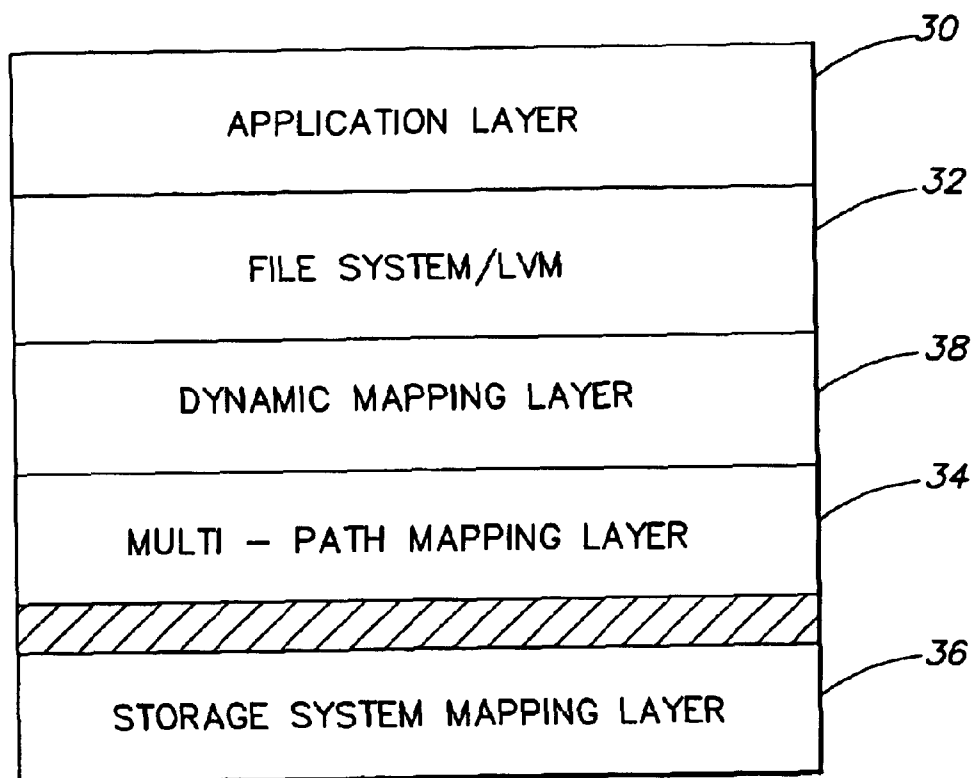 30
APPLICATION LAYER
32
FILE SYSTEM/LVM
38
DYNAMIC MAPPING LAYER
34
MULTI – PATH MAPPING LAYER
36
STORAGE SYSTEM MAPPING LAYER